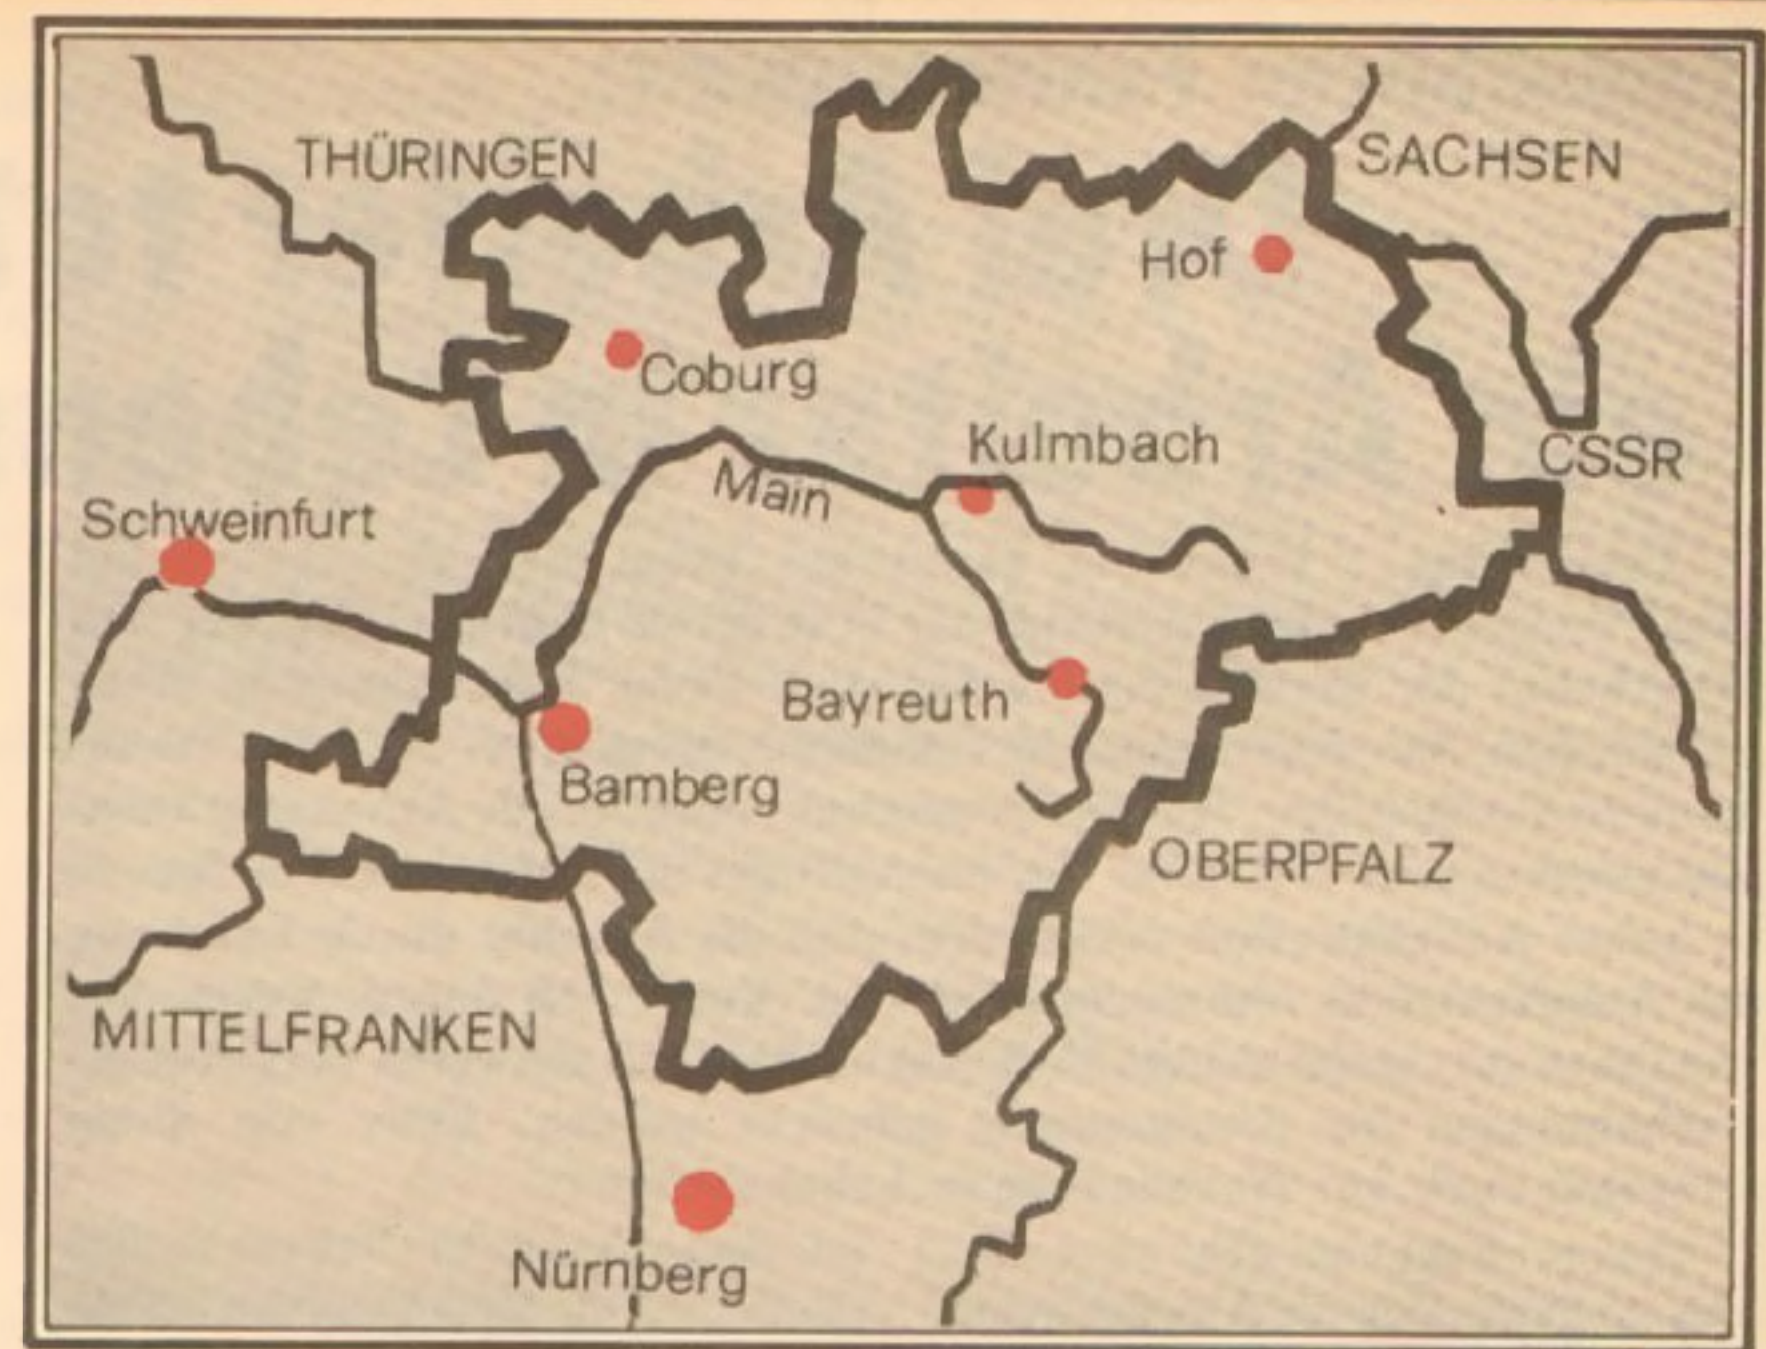 THÜRINGEN
SACHSEN
Hof
Coburg
Kulmbach
CSSR
Main
Schweinfurt
Bayreuth
Bamberg
OBERPFALZ
MITTELFRANKEN
Nürnberg